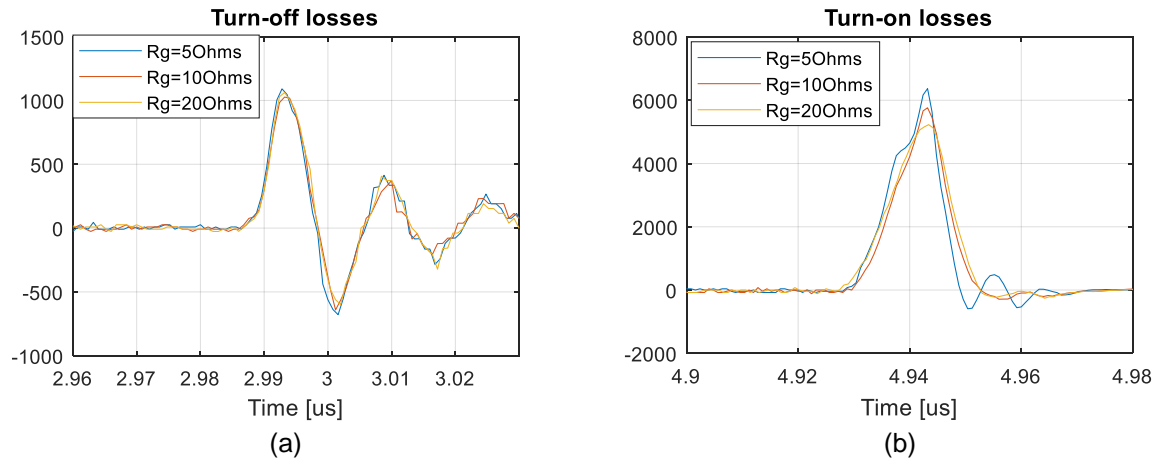 Turn-off losses
1500
1000
500
0
-500
-1000
Rg=5Ohms
Rg=10Ohms
Rg=20Ohms
2.96 2.97 2.98 2.99 3 3.01 3.02
Time [us]
(a)
Turn-on losses
8000
6000
4000
2000
0
-2000
Rg=5Ohms
Rg=10Ohms
Rg=20Ohms
4.9 4.92 4.94 4.96 4.98
Time [us]
(b)